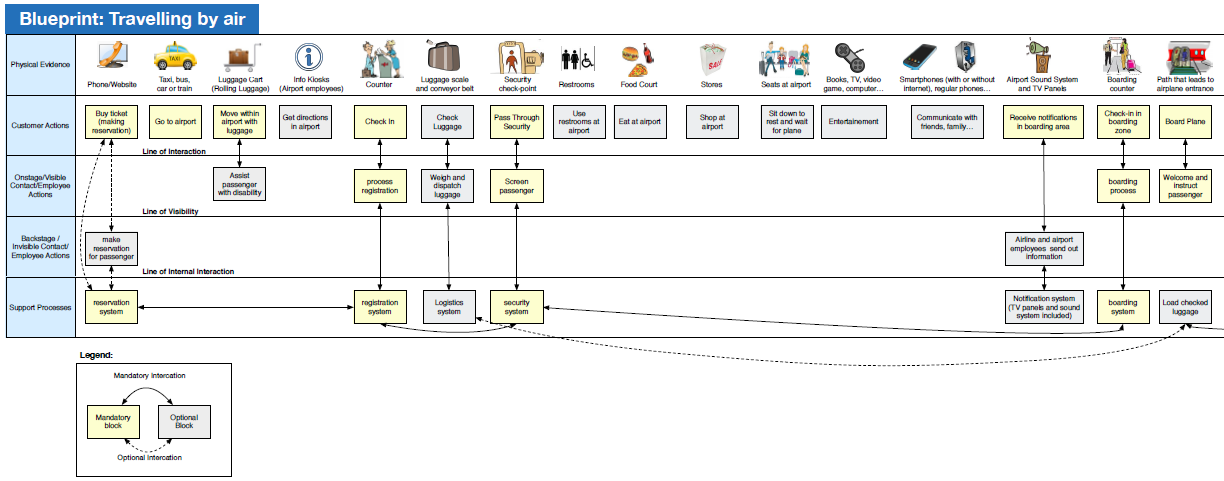 Blueprint: Travelling by air
Physical Evidence
Phone/Website
TAXI
Taxi, bus,
car or train
Luggage Cart
(Rolling Luggage)
Info Kiosks
(Airport employees)
Counter
Luggage scale
and conveyor belt
Security
check-point
Restrooms
Food Court
SALE
Stores
Seats at airport
Books, TV, video
game, computer...
Smartphones (with or without
internet), regular phones...
Airport Sound System
and TV Panels
Boarding
counter
Path that leads to
airplane entrance
Customer Actions
Buy ticket
(making
reservation)
Go to airport
Move within
airport with
luggage
Get directions
in airport
Check In
Check
Luggage
Pass Through
Security
Use
restrooms at
airport
Eat at airport
Shop at
airport
Sit down to
rest and wait
for plane
Entertainement
Communicate with
friends, family...
Receive notifications
in boarding area
Check-in in
boarding
zone
Board Plane
Line of Interaction
Onstage/Visible
Contact/Employee
Actions
Assist
passenger
with disability
process
registration
Weigh and
dispatch
luggage
Screen
passenger
boarding
process
Welcome and
instruct
passenger
Line of Visibility
Backstage /
Invisible Contact/
Employee Actions
make
reservation
for passenger
Airline and airport
employees send out
information
Line of Internal Interaction
Support Processes
reservation
system
registration
system
Logistics
system
security
system
Notification system
(TV panels and sound
system included)
boarding
system
Load checked
luggage
Legend:
Mandatory Intercation
Mandatory
block
Optional
Block
Optional Intercation